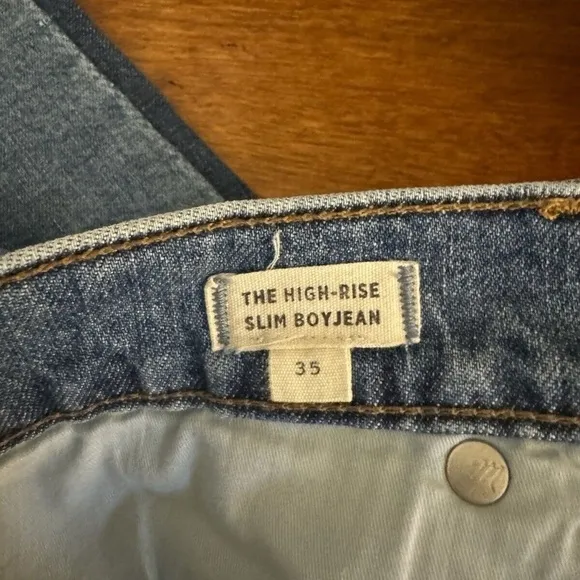 THE HIGH-RISE
SLIM BOYJEAN
35
m